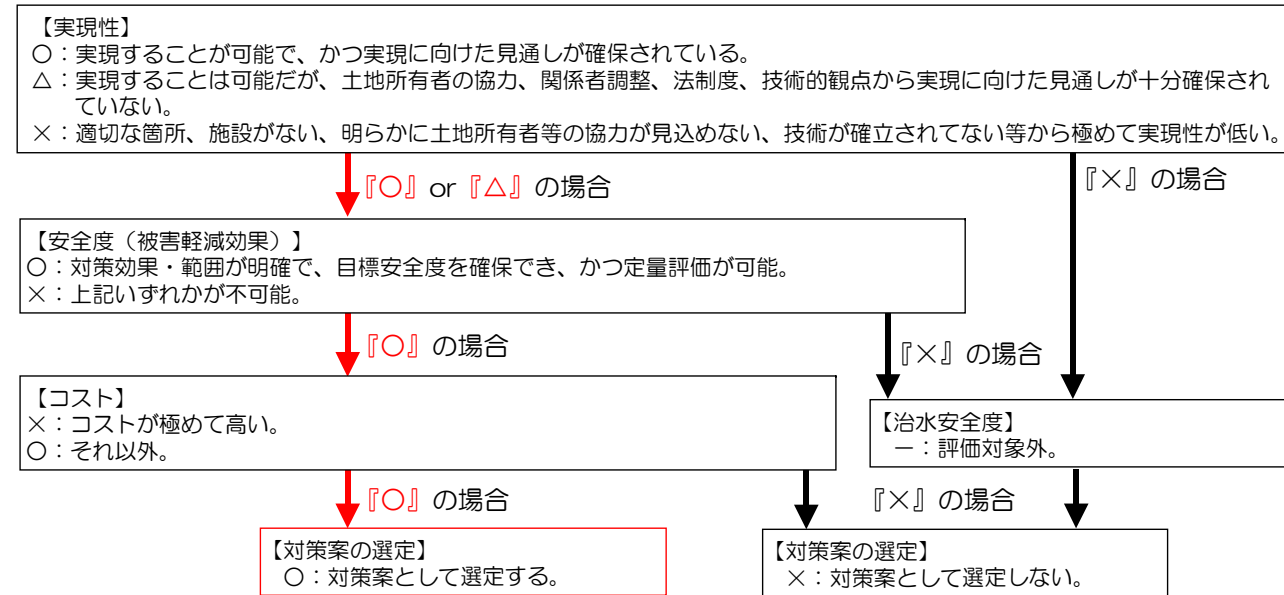 【実現性】
〇：実現することが可能で、かつ実現に向けた見通しが確保されている。
△：実現することは可能だが、土地所有者の協力、関係者調整、法制度、技術的観点から実現に向けた見通しが十分確保され
ていない。
×：適切な箇所、施設がない、明らかに土地所有者等の協力が見込めない、技術が確立されてない等から極めて実現性が低い。
『〇』or『△』の場合
『×』の場合
【安全度（被害軽減効果）】
〇：対策効果・範囲が明確で、目標安全度を確保でき、かつ定量評価が可能。
×：上記いずれかが不可能。
『〇』の場合
『×』の場合
【コスト】
×：コストが極めて高い。
〇：それ以外。
【治水安全度】
－：評価対象外。
『〇』の場合
『×』の場合
【対策案の選定】
〇：対策案として選定する。
【対策案の選定】
×：対策案として選定しない。